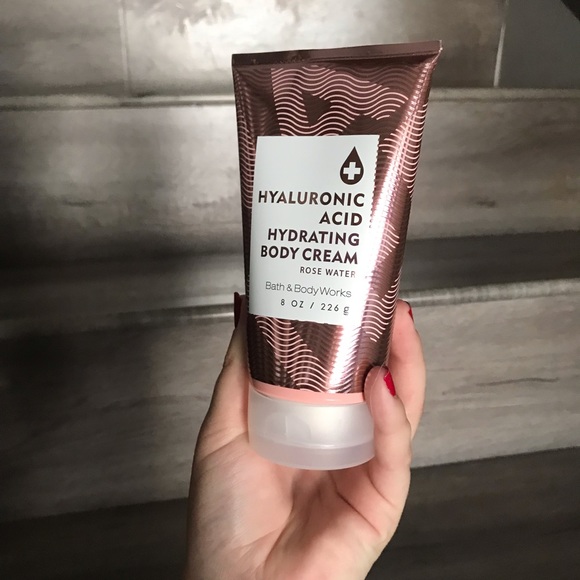 HYALURONIC
ACID
HYDRATING
BODY CREAM
ROSE WATER
Bath & Body Works
8 OZ / 226 g